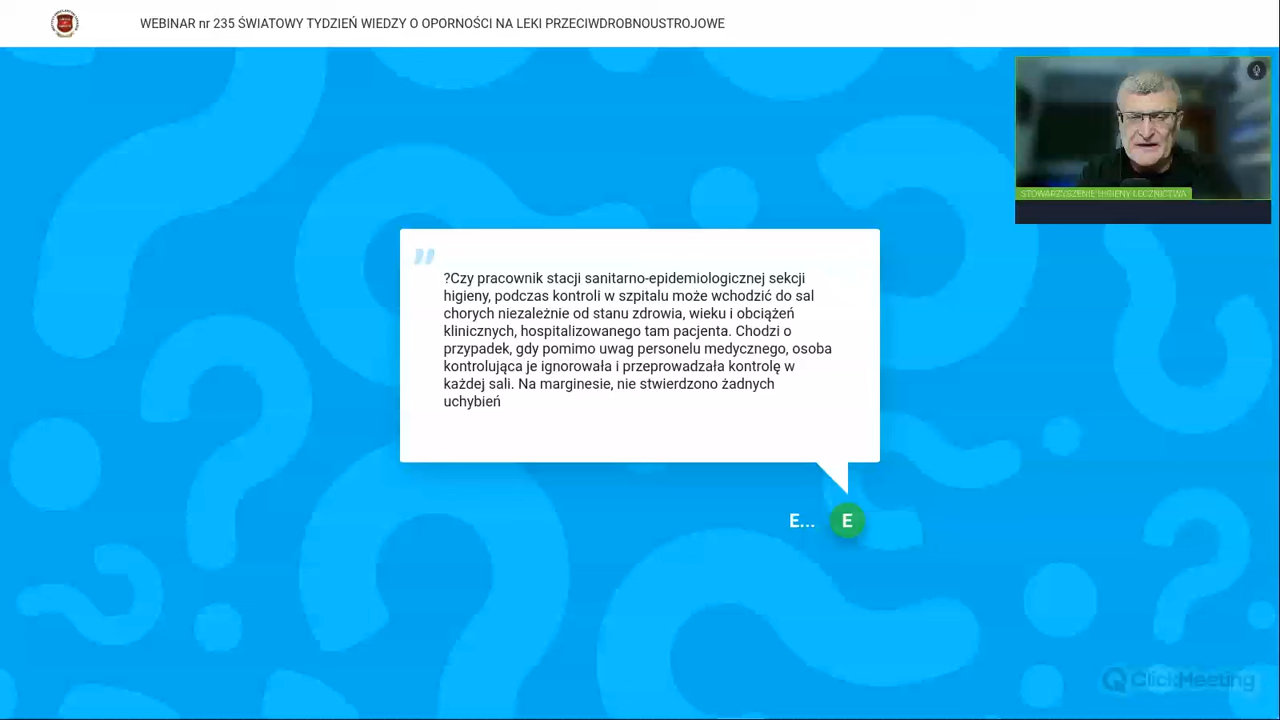 WEBINAR nr 235 ŚWIATOWY TYDZIEŃ WIEDZY O OPORNOŚCI NA LEKI PRZECIWDROBNOUSTROJOWE
STOWARZYSZENIE HIGIENY LECZNICTWA
?Czy pracownik stacji sanitarno-epidemiologicznej sekcji
higieny, podczas kontroli w szpitalu może wchodzić do sal
chorych niezależnie od stanu zdrowia, wieku i obciążeń
klinicznych, hospitalizowanego tam pacjenta. Chodzi o
przypadek, gdy pomimo uwag personelu medycznego, osoba
kontrolująca je ignorowała i przeprowadzała kontrolę w
każdej sali. Na marginesie, nie stwierdzono żadnych
uchybień
E... E
ClickMeeting